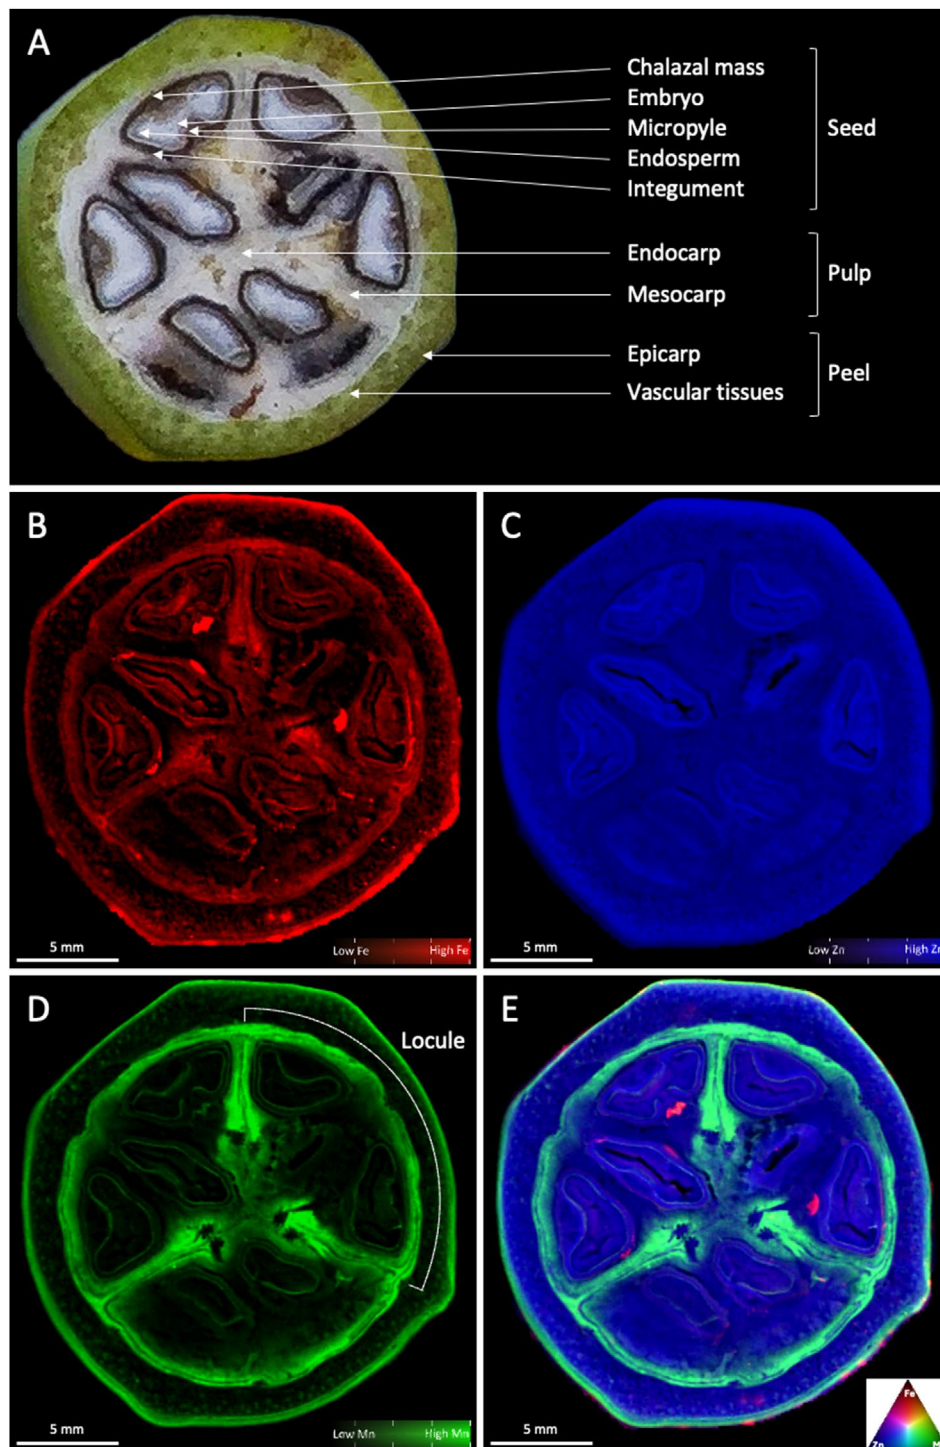 A
Chalazal mass
Embryo
Micropyle
Endosperm
Integument
Seed
Endocarp
Mesocarp
Pulp
Epicarp
Vascular tissues
Peel
B
5 mm
Low Fe
High Fe
C
5 mm
Low Zn
High Zn
D
Locule
5 mm
Low Mn
High Mn
E
5 mm
Fe
Zn
M